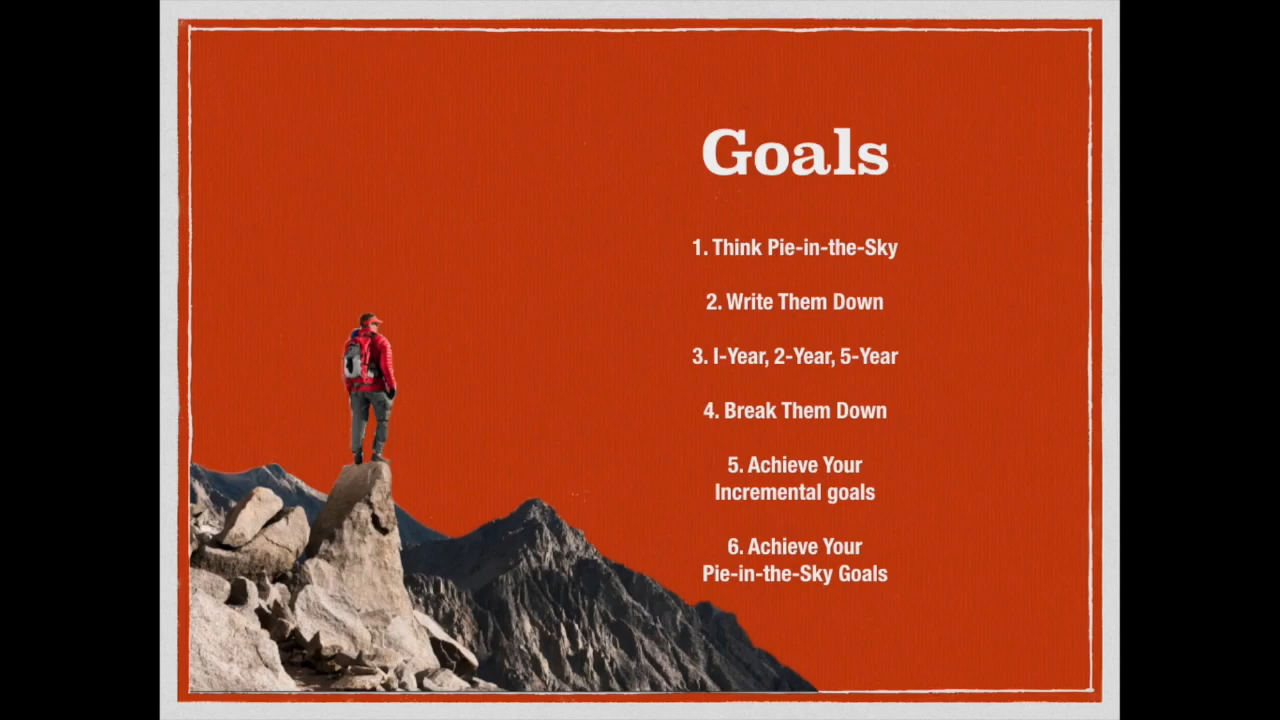 Goals
1. Think Pie-in-the-Sky
2. Write Them Down
3. I-Year, 2-Year, 5-Year
4. Break Them Down
5. Achieve Your
Incremental goals
6. Achieve Your
Pie-in-the-Sky Goals